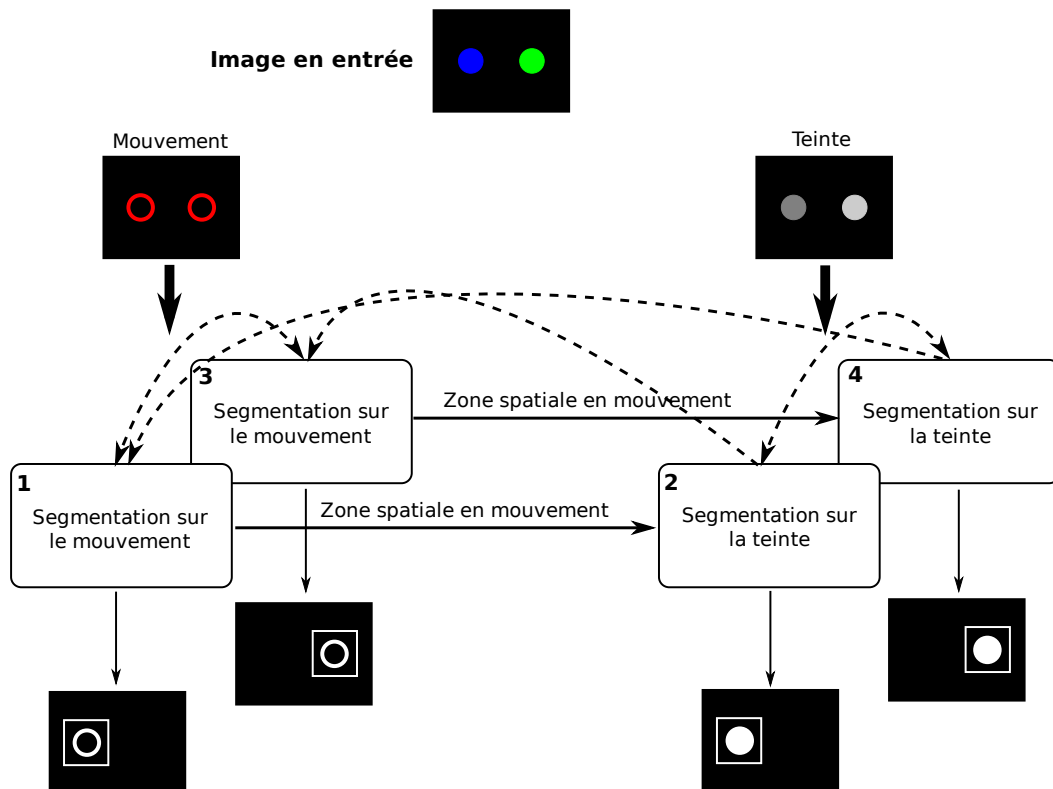 Image en entrée
Mouvement
Teinte
3
Segmentation sur
le mouvement
Zone spatiale en mouvement
4
Segmentation sur
la teinte
1
Segmentation sur
le mouvement
Zone spatiale en mouvement
2
Segmentation sur
la teinte